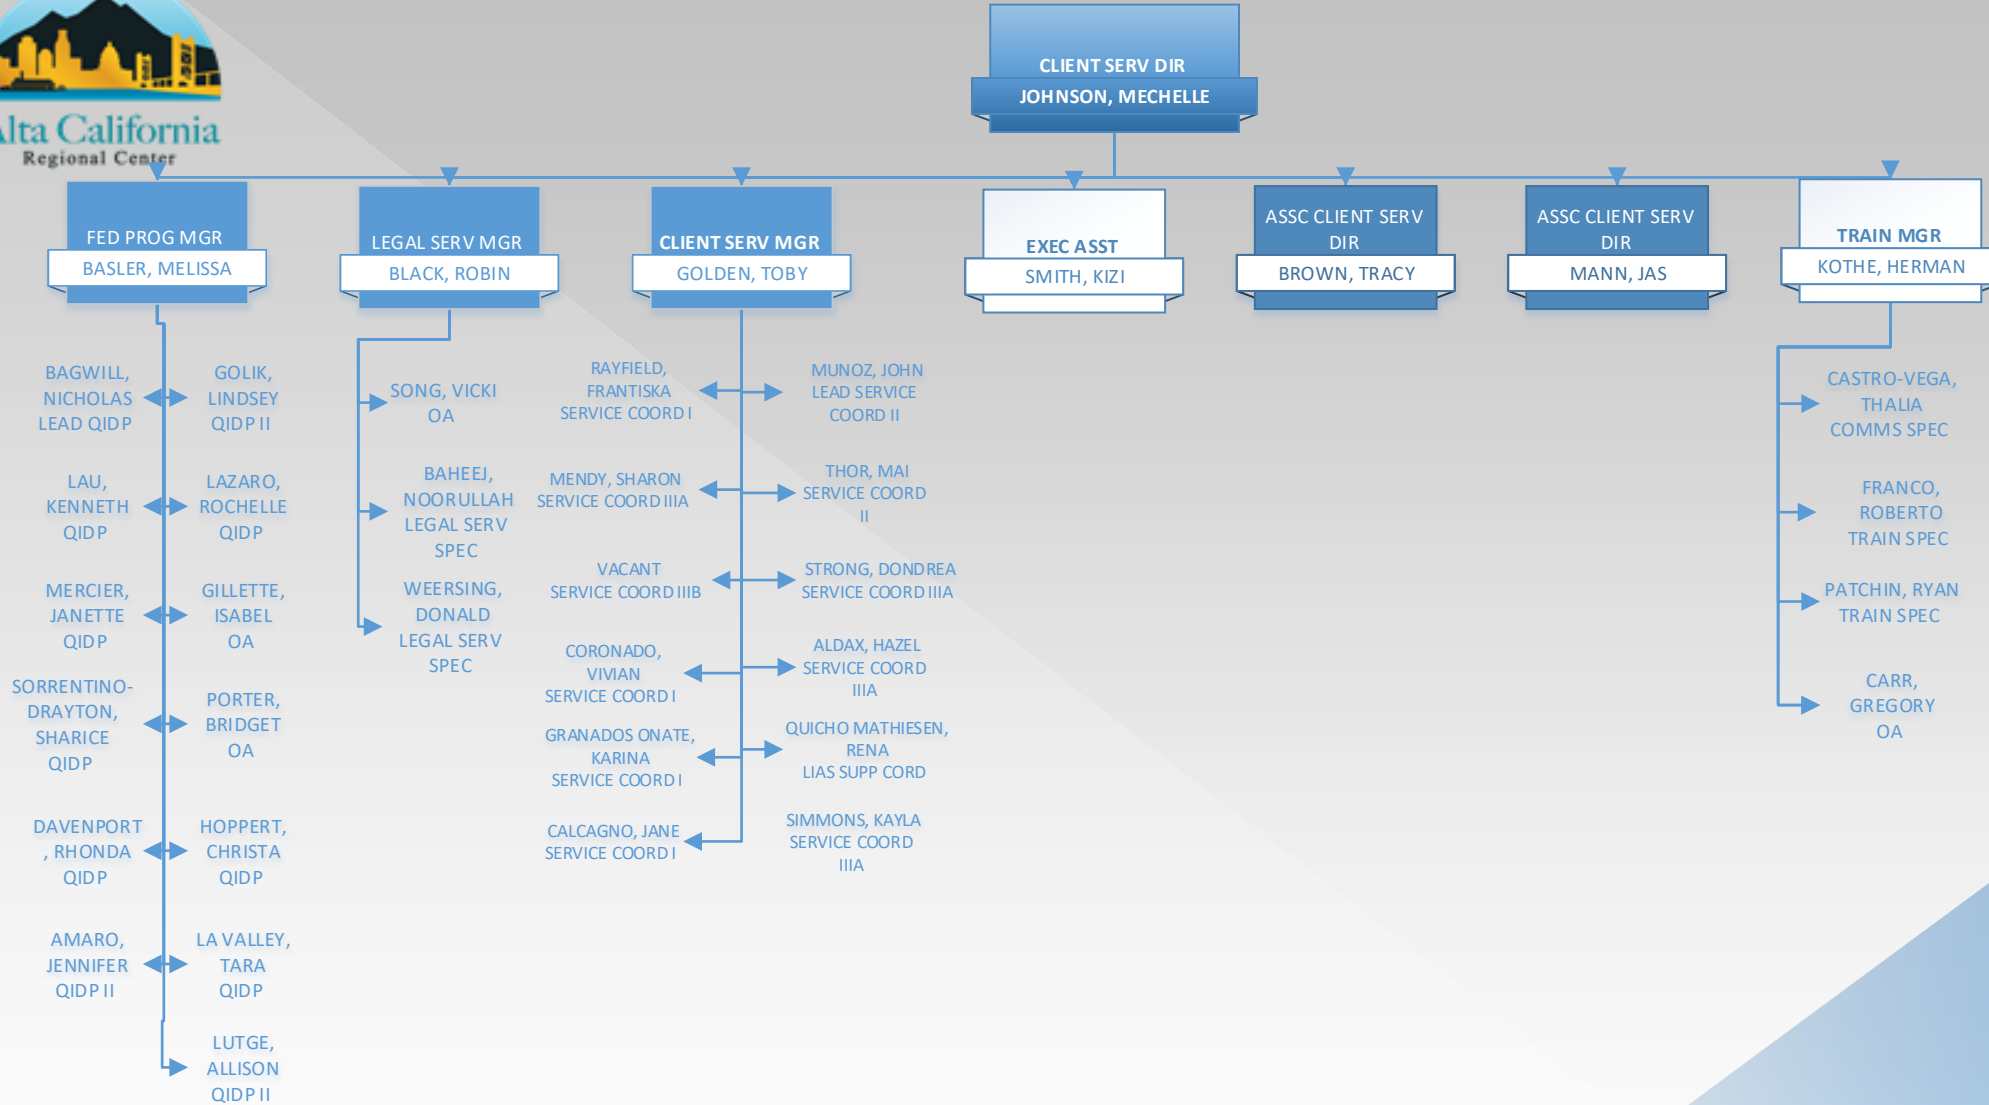 Alta California
Regional Center
CLIENT SERV DIR
JOHNSON, MECHELLE
FED PROG MGR
BASLER, MELISSA
BAGWILL,
NICHOLAS
LEAD QIDP
GOLIK,
LINDSEY
QIDP II
LAU,
KENNETH
QIDP
LAZARO,
ROCHELLE
QIDP
MERCIER,
JANETTE
QIDP
GILLETTE,
ISABEL
OA
SORRENTINO-
DRAYTON,
SHARICE
QIDP
PORTER,
BRIDGET
OA
DAVENPORT
, RHONDA
QIDP
HOPPERT,
CHRISTA
QIDP
AMARO,
JENNIFER
QIDP II
LA VALLEY,
TARA
QIDP
LUTGE,
ALLISON
QIDP II
LEGAL SERV MGR
BLACK, ROBIN
SONG, VICKI
OA
BAHEEJ,
NOORULLAH
LEGAL SERV
SPEC
WEERSING,
DONALD
LEGAL SERV
SPEC
CLIENT SERV MGR
GOLDEN, TOBY
RAYFIELD,
FRANTISKA
SERVICE COORD I
MUNOZ, JOHN
LEAD SERVICE
COORD II
MENDY, SHARON
SERVICE COORD IIIA
THOR, MAI
SERVICE COORD
II
VACANT
SERVICE COORD IIIB
STRONG, DONDREA
SERVICE COORD IIIA
CORONADO,
VIVIAN
SERVICE COORD I
ALDAX, HAZEL
SERVICE COORD
IIIA
GRANADOS ONATE,
KARINA
SERVICE COORD I
QUICHO MATHIESEN,
RENA
LIAS SUPP CORD
CALCAGNO, JANE
SERVICE COORD I
SIMMONS, KAYLA
SERVICE COORD
IIIA
EXEC ASST
SMITH, KIZI
ASSC CLIENT SERV
DIR
BROWN, TRACY
ASSC CLIENT SERV
DIR
MANN, JAS
TRAIN MGR
KOTHE, HERMAN
CASTRO-VEGA,
THALIA
COMMS SPEC
FRANCO,
ROBERTO
TRAIN SPEC
PATCHIN, RYAN
TRAIN SPEC
CARR,
GREGORY
OA